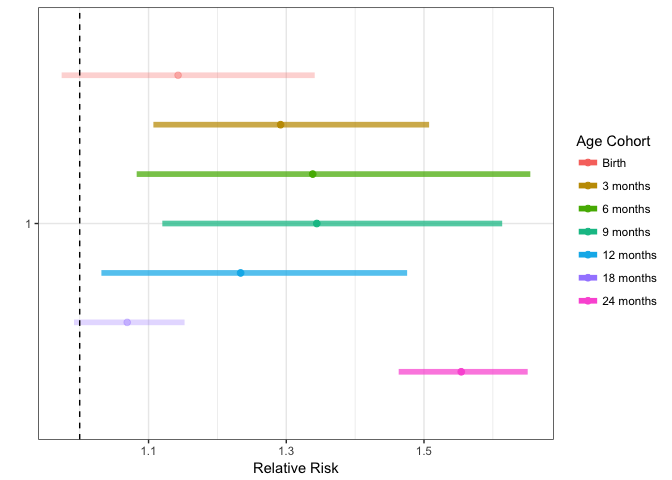 1
1.1
1.3
1.5
Relative Risk
Age Cohort
Birth
3 months
6 months
9 months
12 months
18 months
24 months